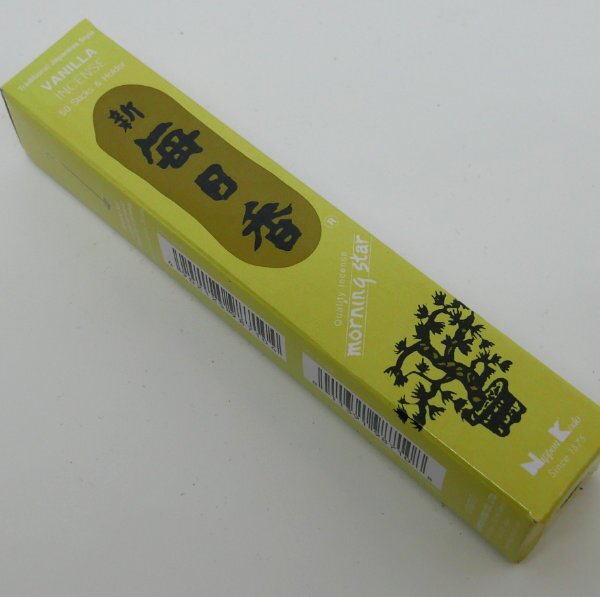 Traditional Japanese Style
VANILLA
INCENSE
50 Sticks & Holder
新
毎日香
®
Quality Incense
morning star
Nippon Kodo
Since 1575